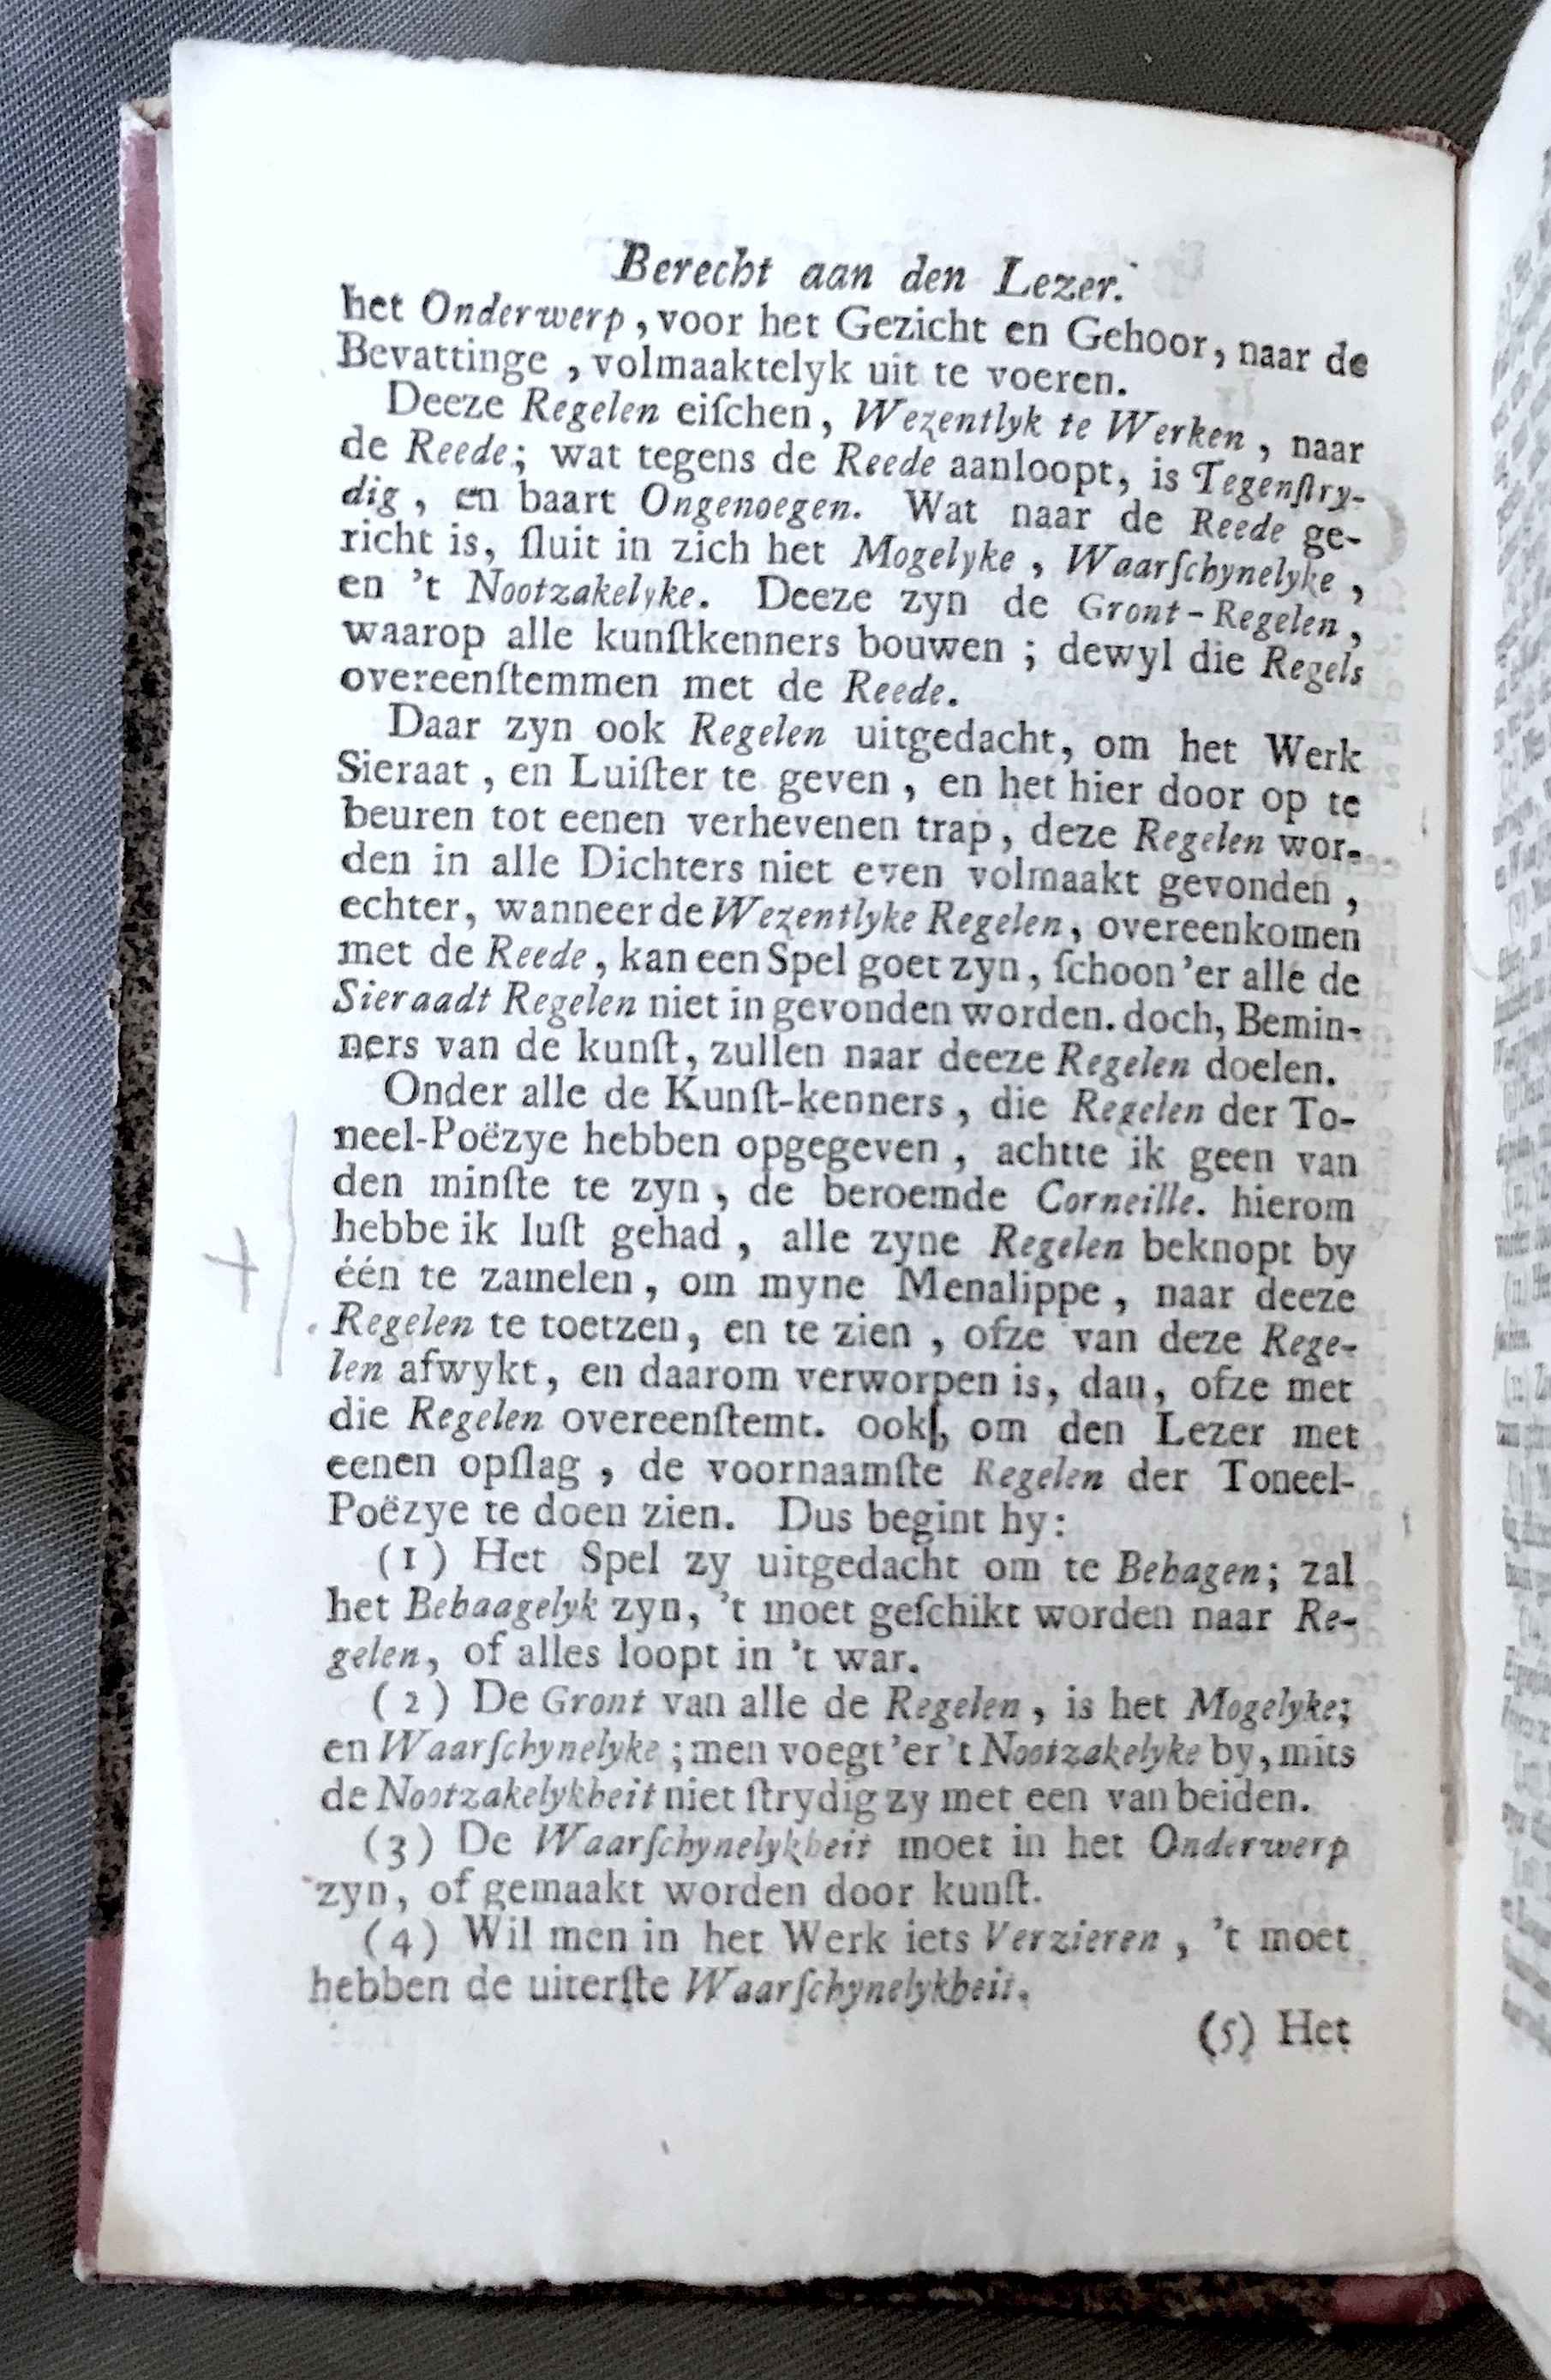 Berecht aan den Lezer.
het Onderwerp, voor het Gezicht en Gehoor, naar de
Bevattinge, volmaaktelyk uit te voeren.
Deeze Regelen eiſchen, Wezentlyk te Werken, naar
de Reede; wat tegens de Reede aanloopt, is Tegenſtry-
dig, en baart Ongenoegen. Wat naar de Reede ge-
richt is, ſluit in zich het Mogelyke, Waarſchynelyke,
en 't Nootzakelyke. Deeze zyn de Gront-Regelen,
waarop alle kunſtkenners bouwen; dewyl die Regels
overeenſtemmen met de Reede.
Daar zyn ook Regelen uitgedacht, om het Werk
Sieraat, en Luiſter te geven, en het hier door op te
beuren tot eenen verhevenen trap, deze Regelen wor-
den in alle Dichters niet even volmaakt gevonden,
echter, wanneer de Wezentlyke Regelen, overeenkomen
met de Reede, kan een Spel goet zyn, ſchoon 'er alle de
Sieraadt Regelen niet in gevonden worden. doch, Bemin-
ners van de kunſt, zullen naar deeze Regelen doelen.
Onder alle de Kunſt-kenners, die Regelen der To-
neel-Poëzye hebben opgegeven, achtte ik geen van
den minſte te zyn, de beroemde Corneille. hierom
hebbe ik luſt gehad, alle zyne Regelen beknopt by
één te zamelen, om myne Menalippe, naar deeze
Regelen te toetzen, en te zien, ofze van deze Rege-
len afwykt, en daarom verworpen is, dan, ofze met
die Regelen overeenſtemt. ook, om den Lezer met
eenen opſlag, de voornaamſte Regelen der Toneel-
Poëzye te doen zien. Dus begint hy:
(1) Het Spel zy uitgedacht om te Behagen; zal
het Behaagelyk zyn, 't moet geſchikt worden naar Re-
gelen, of alles loopt in 't war.
(2) De Gront van alle de Regelen, is het Mogelyke;
en Waarſchynelyke; men voegt 'er 't Nootzakelyke by, mits
de Nootzakelykheit niet ſtrydig zy met een van beiden.
(3) De Waarſchynelykheit moet in het Onderwerp
zyn, of gemaakt worden door kunſt.
(4) Wil men in het Werk iets Verzieren, 't moet
hebben de uiterſte Waarſchynelykheit.
(5) Het